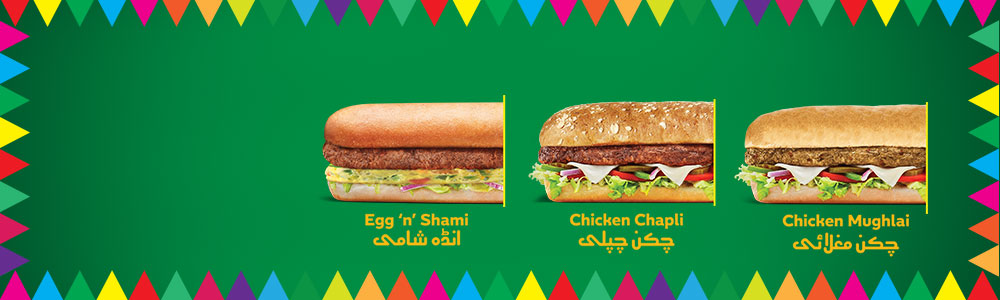 Egg ‘n’ Shami
انڈہ شامی
Chicken Chapli
چکن چپلی
Chicken Mughlai
چکن مغلائی